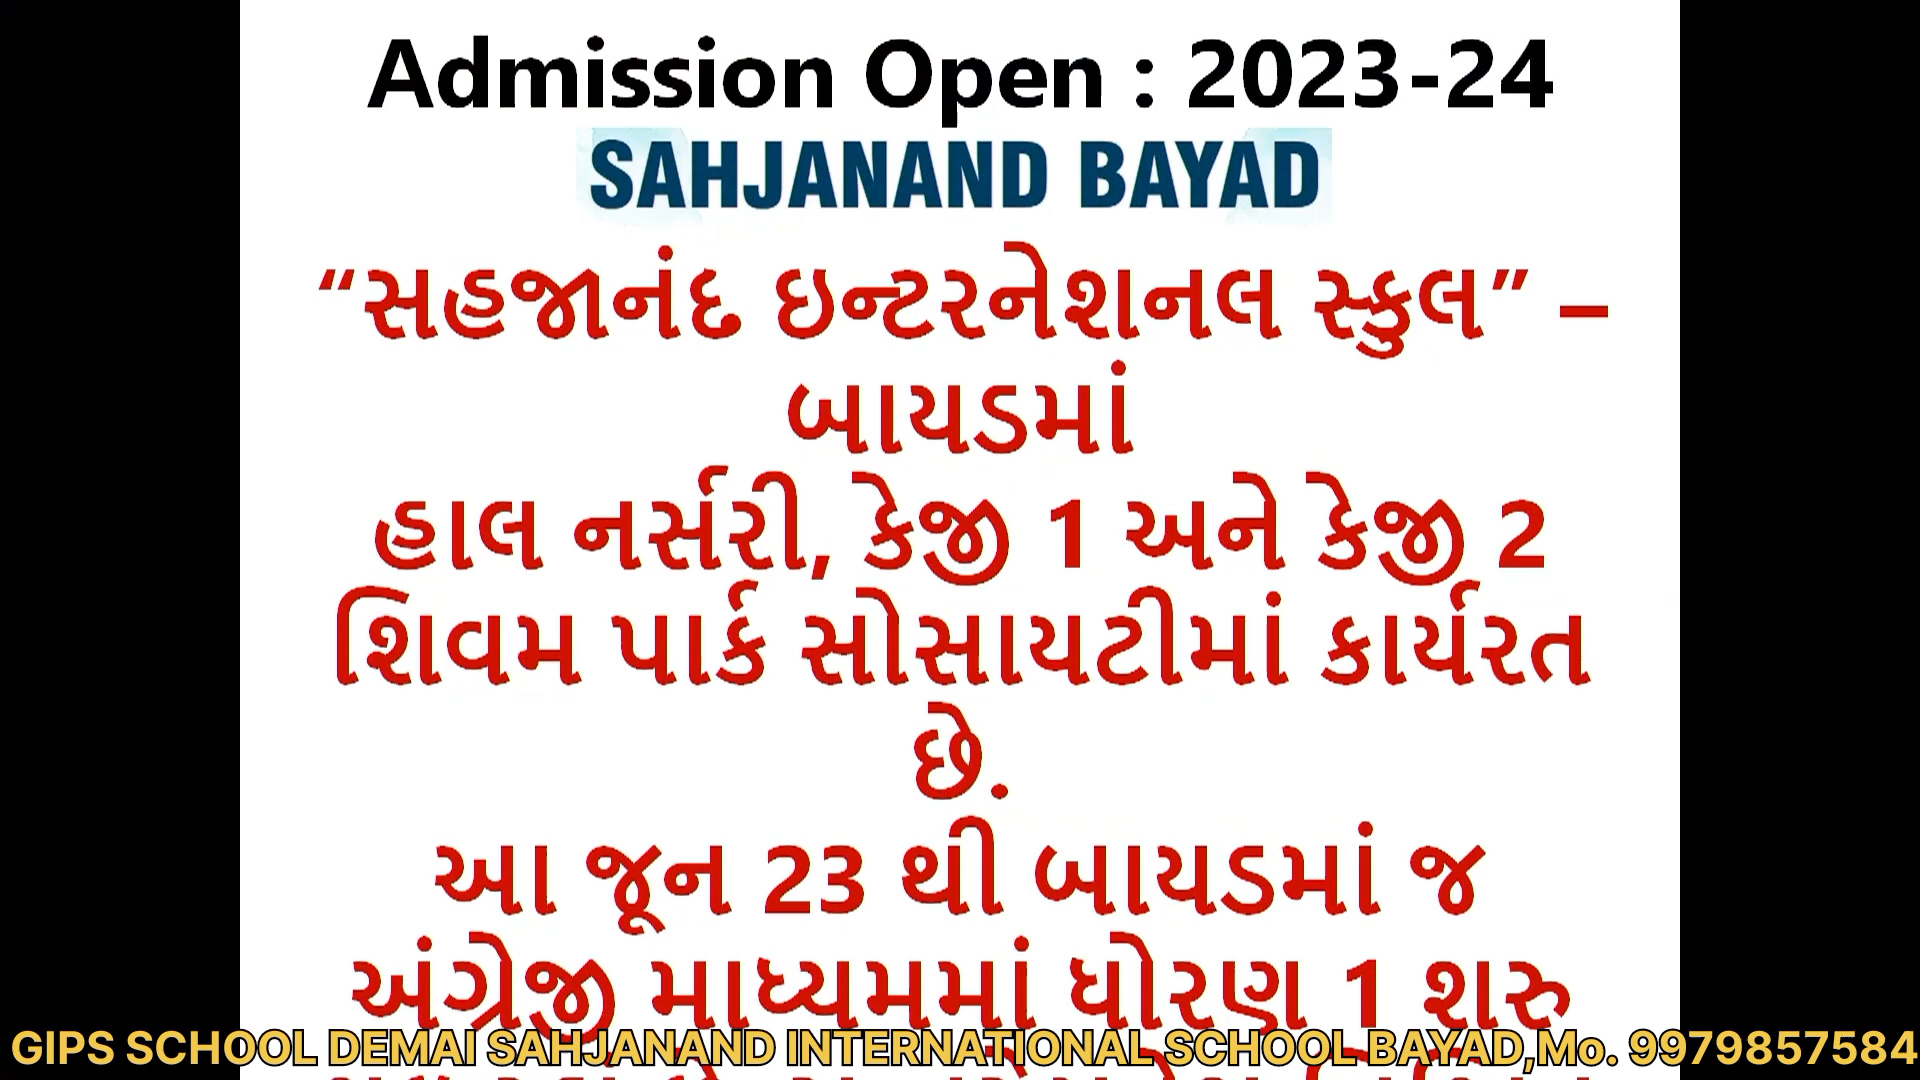 Admission Open : 2023-24
SAHJANAND BAYAD
“સહજાનંદ ઇન્ટરનેશનલ સ્કુલ” –
બાયડમાં
હાલ નર્સરી, કેજી 1 અને કેજી 2
શિવમ પાર્ક સોસાયટીમાં કાર્યરત
છે.
આ જૂન 23 થી બાયડમાં જ
અંગ્રેજી માધ્યમમાં ધોરણ 1 શરુ
GIPS SCHOOL DEMAI SAHJANAND INTERNATIONAL SCHOOL BAYAD,Mo. 9979857584